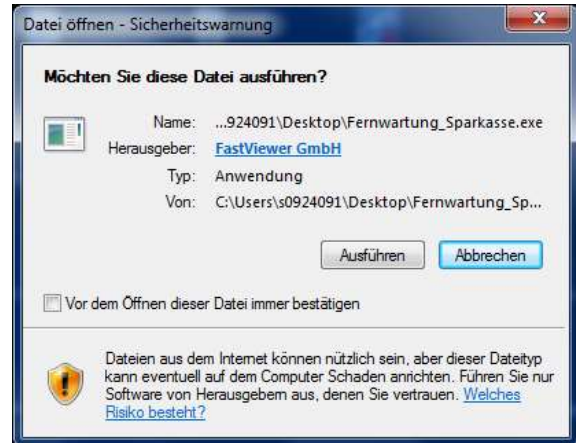 Datei öffnen - Sicherheitswarnung
Möchten Sie diese Datei ausführen?
Name: ...924091\Desktop\Fernwartung_Sparkasse.exe
Herausgeber: FastViewer GmbH
Typ: Anwendung
Von: C:\Users\s0924091\Desktop\Fernwartung_Sp...
Ausführen Abbrechen
Vor dem Öffnen dieser Datei immer bestätigen
Dateien aus dem Internet können nützlich sein, aber dieser Dateityp
kann eventuell auf dem Computer Schaden anrichten. Führen Sie nur
Software von Herausgebern aus, denen Sie vertrauen. Welches
Risiko besteht?